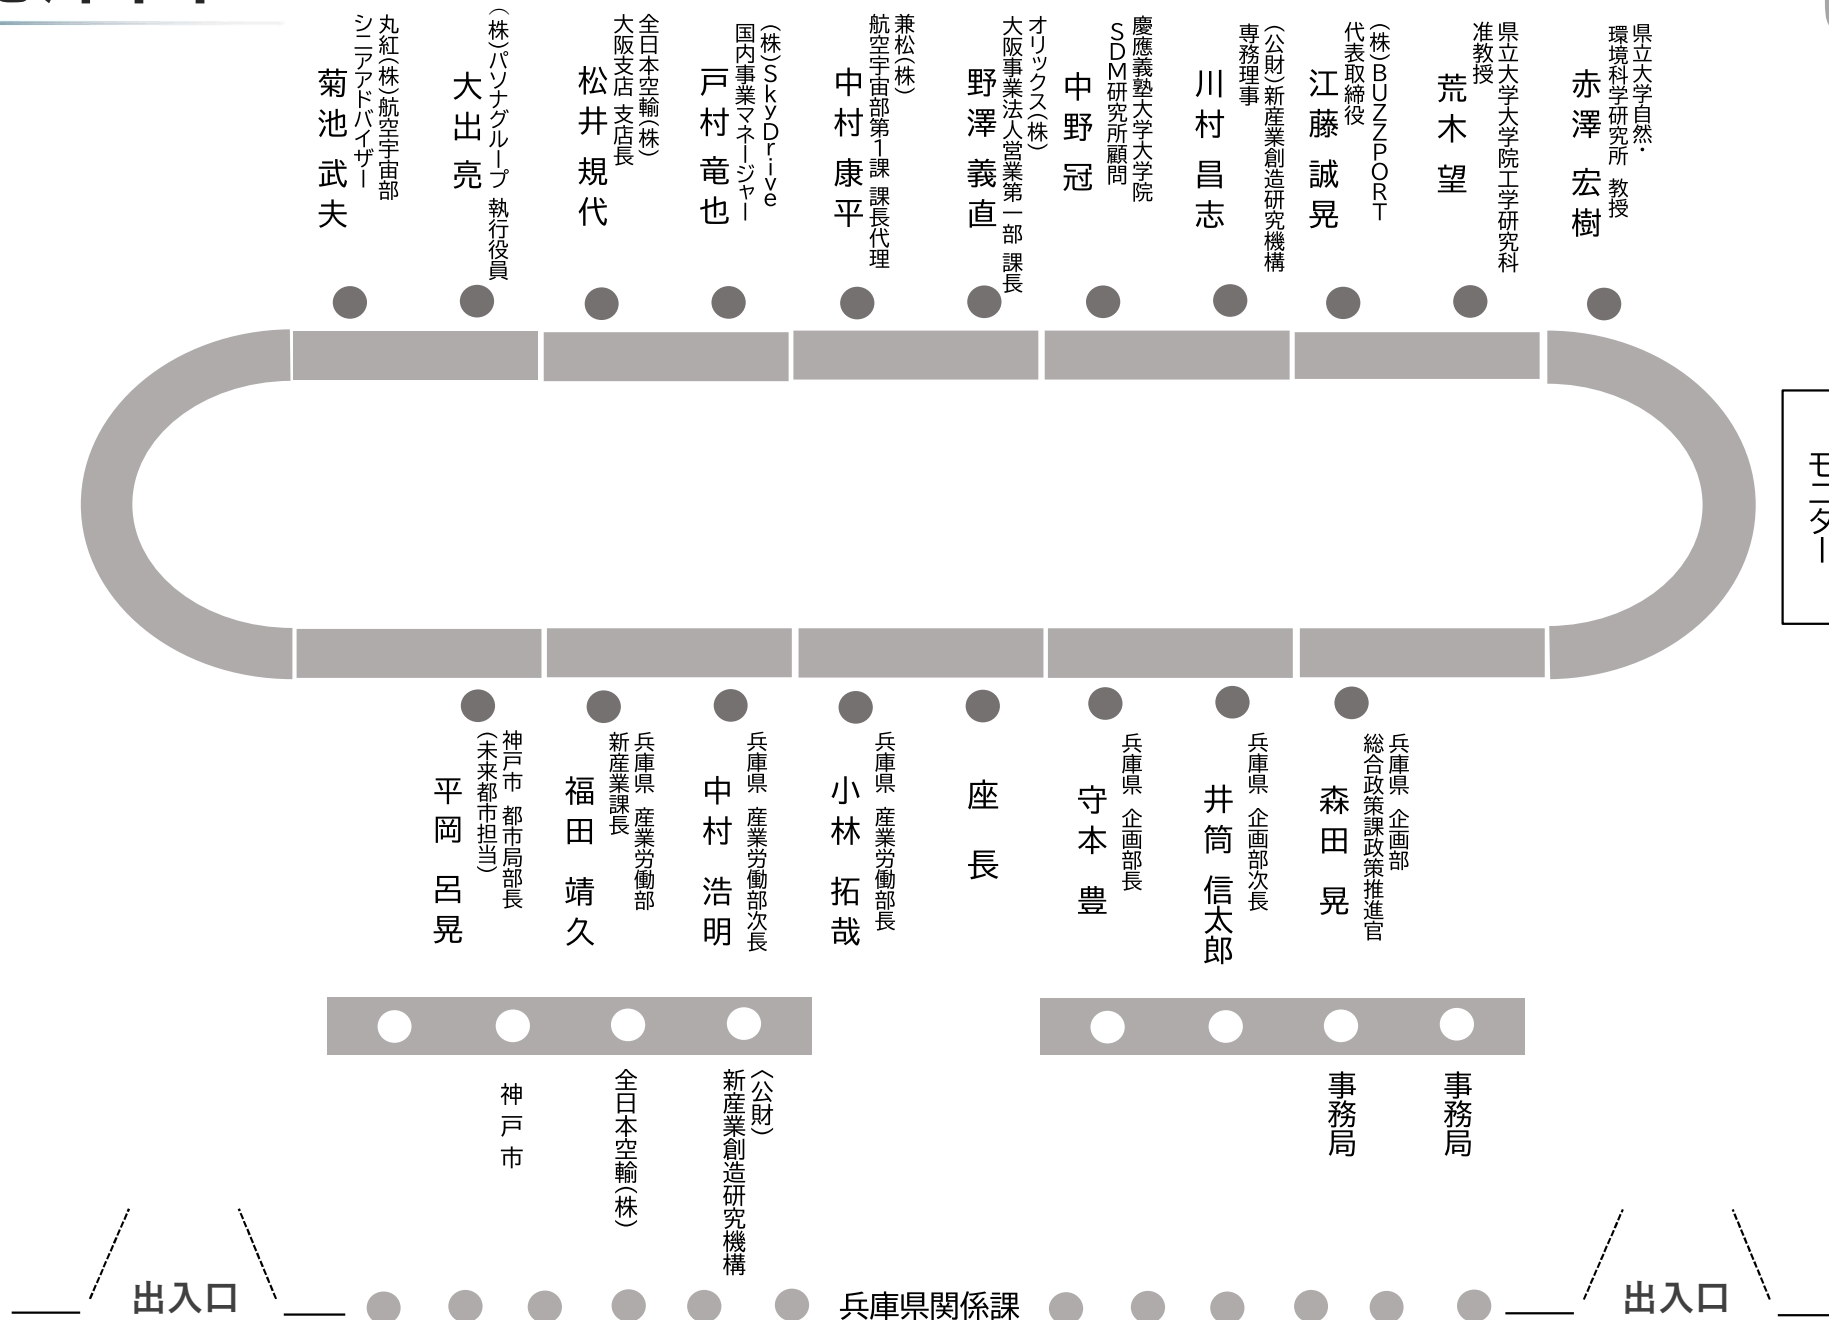 県立大学自然・
環境科学研究所 教授
赤澤 宏樹
県立大学大学院工学研究科
准教授
荒木 望
（株）ＢＵＺＺＰＯＲＴ
代表取締役
江藤 誠晃
（公財）新産業創造研究機構
専務理事
川村 昌志
慶應義塾大学大学院
ＳＤＭ研究所顧問
中野 冠
オリックス（株）
大阪事業法人営業第一部 課長
野澤 義直
兼松（株）
航空宇宙部第１課 課長代理
中村 康平
（株）ＳｋｙＤｒｉｖｅ
国内事業マネージャー
戸村 竜也
全日本空輸（株）
大阪支店 支店長
松井 規代
（株）パソナグループ 執行役員
大出 亮
丸紅（株）航空宇宙部
シニアアドバイザー
菊池 武夫
モニター
兵庫県 企画部
総合政策課政策推進官
森田 晃
兵庫県 企画部次長
井筒 信太郎
兵庫県 企画部長
守本 豊
座 長
兵庫県 産業労働部長
小林 拓哉
兵庫県 産業労働部次長
中村 浩明
兵庫県 産業労働部
新産業課長
福田 靖久
神戸市 都市局部長
（未来都市担当）
平岡 呂晃
事務局
事務局
（公財）
新産業創造研究機構
全日本空輸（株）
神戸市
出入口
兵庫県関係課
出入口